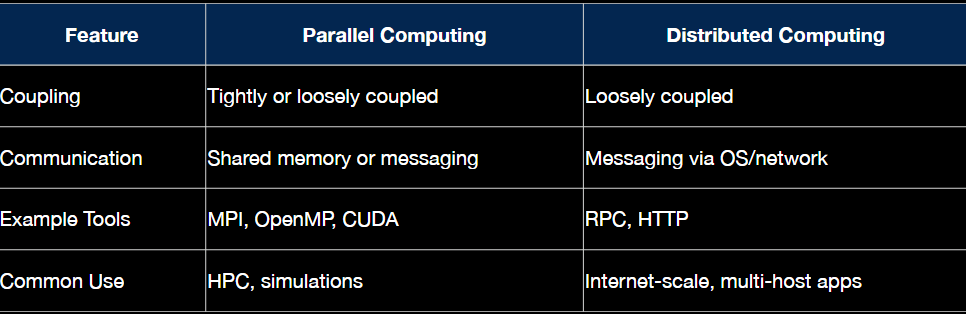 Feature Parallel Computing Distributed Computing
Coupling Tightly or loosely coupled Loosely coupled
Communication Shared memory or messaging Messaging via OS/network
Example Tools MPI, OpenMP, CUDA RPC, HTTP
Common Use HPC, simulations Internet-scale, multi-host apps